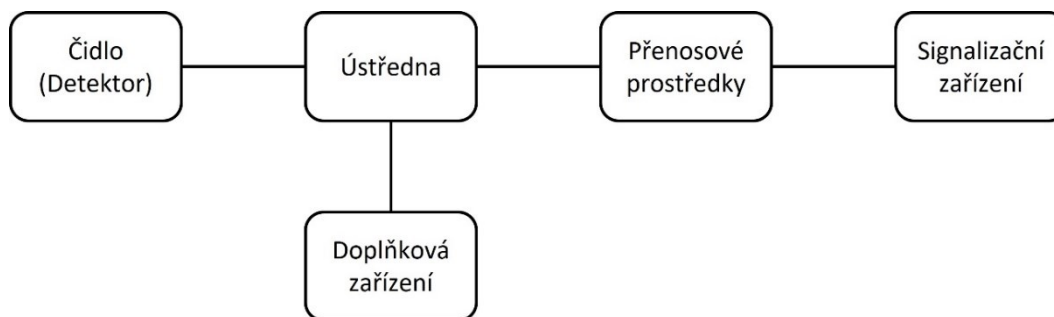 Čidlo
(Detektor)
Ústředna
Přenosové
prostředky
Signalizační
zařízení
Doplňková
zařízení